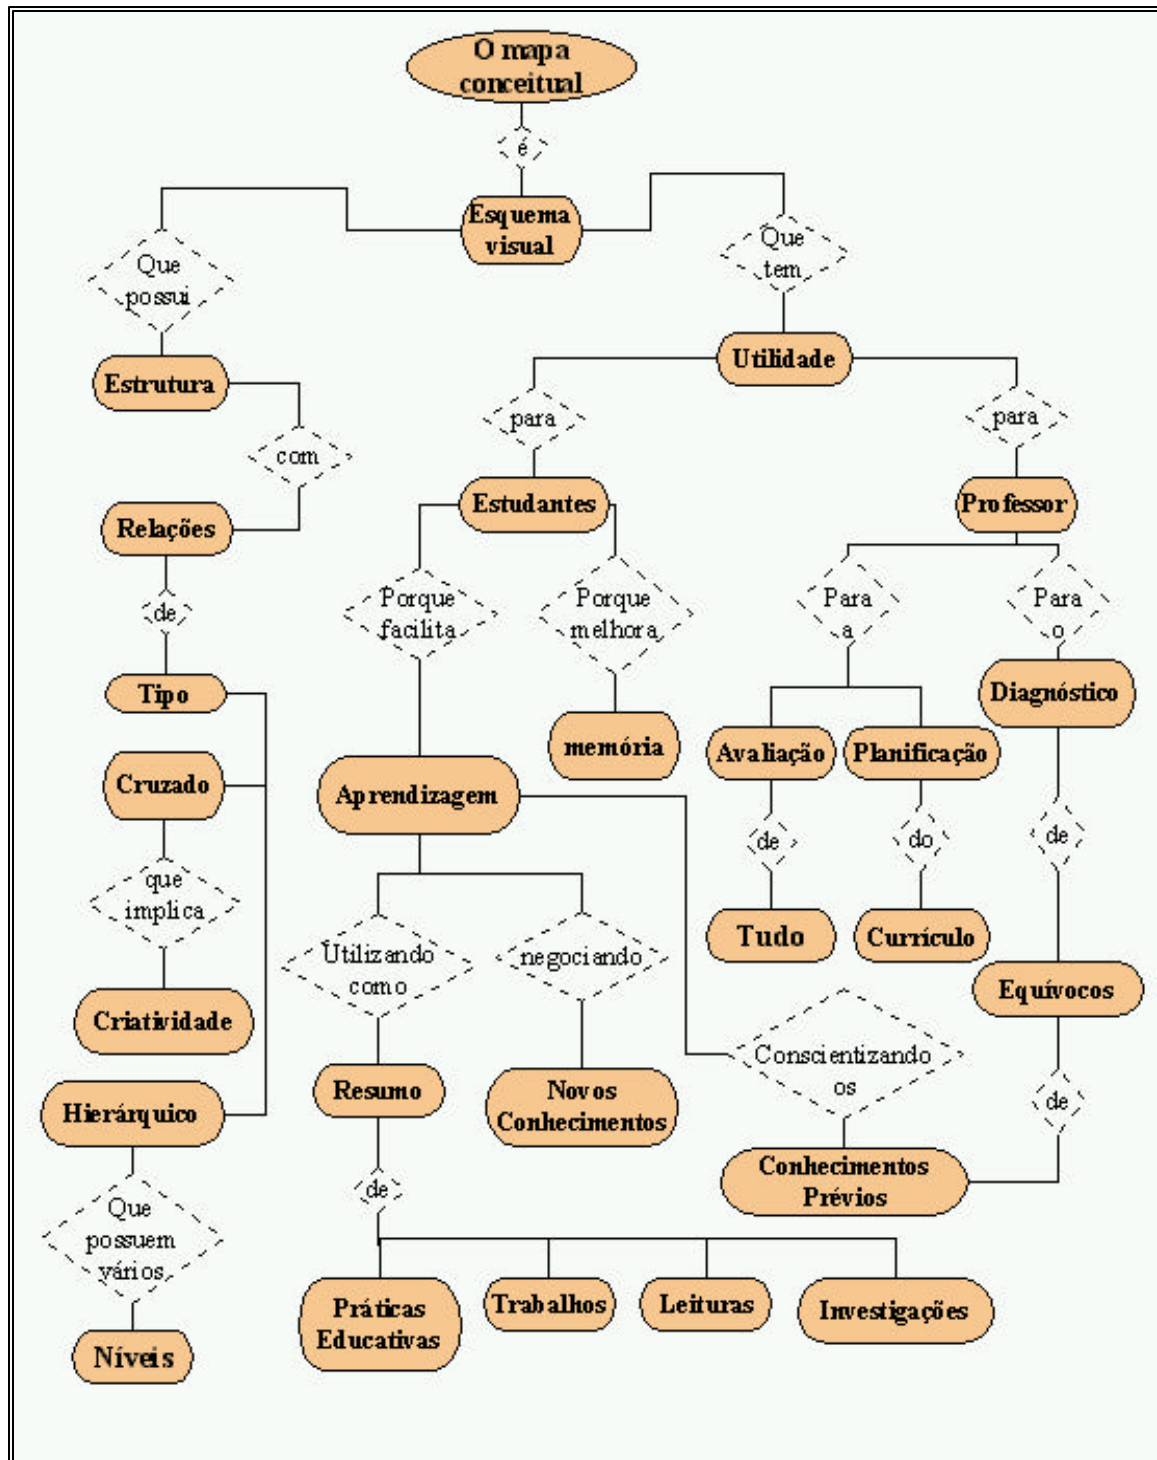 O mapa
conceitual
é
Esquema
visual
Que
possui
Que
tem
Estrutura
Utilidade
com
para
para
Relações
Estudantes
Professor
de
Porque
facilita
Porque
melhora
Para
a
Para
o
Tipo
Diagnóstico
memória
Avaliação
Planificação
Cruzado
Aprendizagem
de
do
de
que
implica
Utilizando
como
negociando
Tudo
Currículo
Equívocos
Criatividade
Conscientizando
os
Resumo
Novos
Conhecimentos
de
Hierárquico
Conhecimentos
Prévios
de
Que
possuem
vários
Práticas
Educativas
Trabalhos
Leituras
Investigações
Níveis